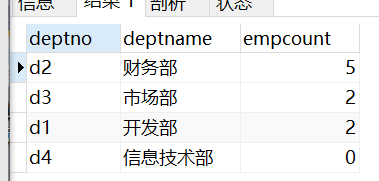 信息 结果 1 剖析 状态
deptno deptname empcount
d2 财务部 5
d3 市场部 2
d1 开发部 2
d4 信息技术部 0